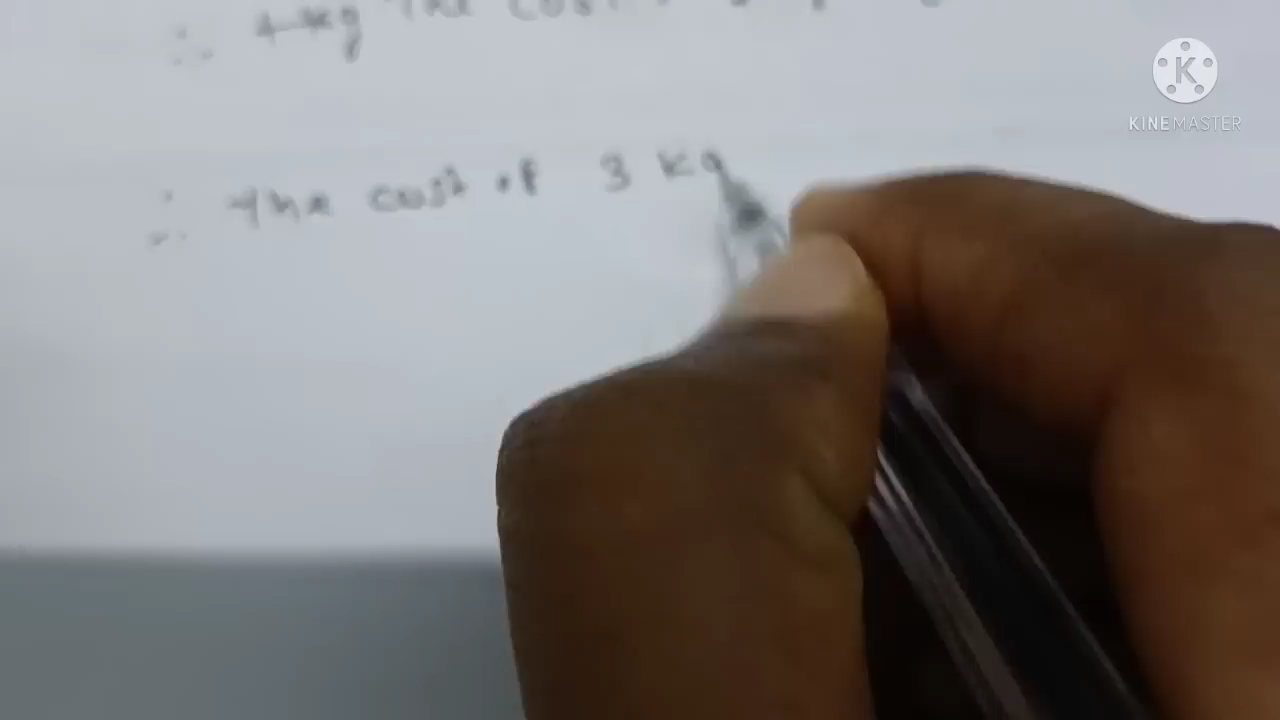 ∴ 4 kg The cost
KINEMASTER
∴ The cost of 3 kg